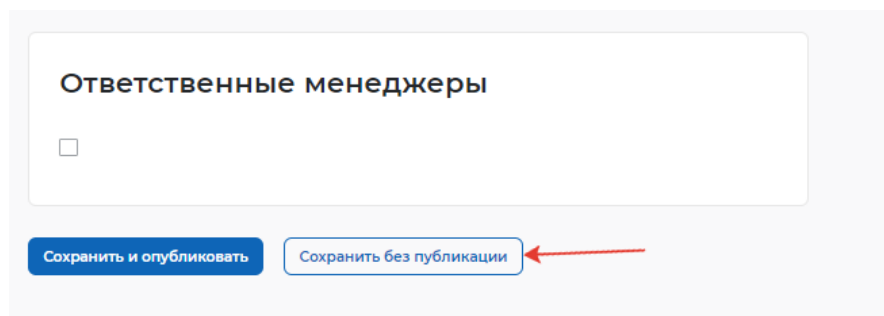 Ответственные менеджеры
Сохранить и опубликовать
Сохранить без публикации